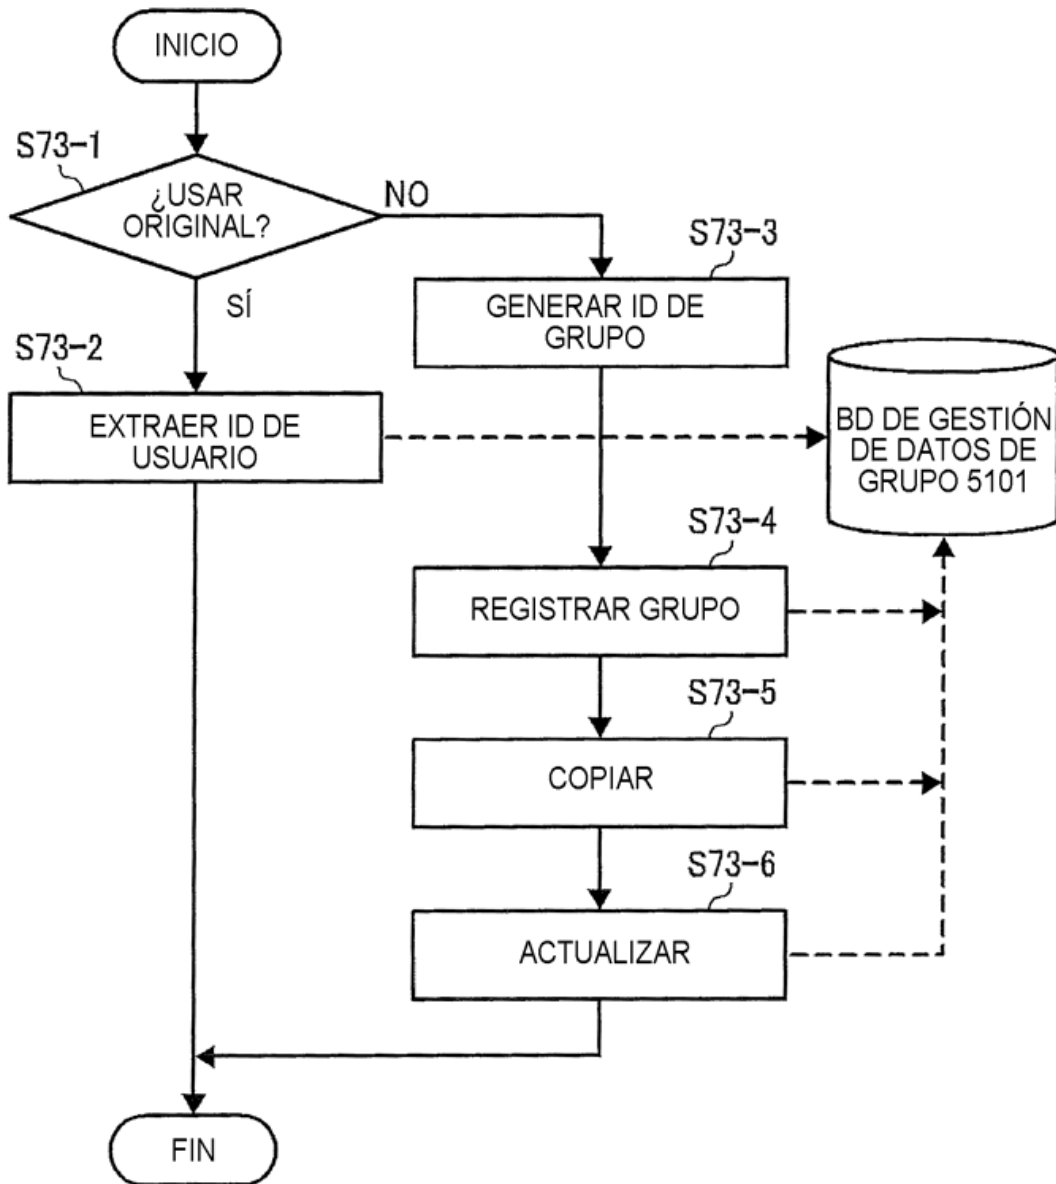 INICIO
S73-1
¿USAR
ORIGINAL?
NO
SÍ
S73-3
GENERAR ID DE
GRUPO
S73-2
EXTRAER ID DE
USUARIO
BD DE GESTIÓN
DE DATOS DE
GRUPO 5101
S73-4
REGISTRAR GRUPO
S73-5
COPIAR
S73-6
ACTUALIZAR
FIN